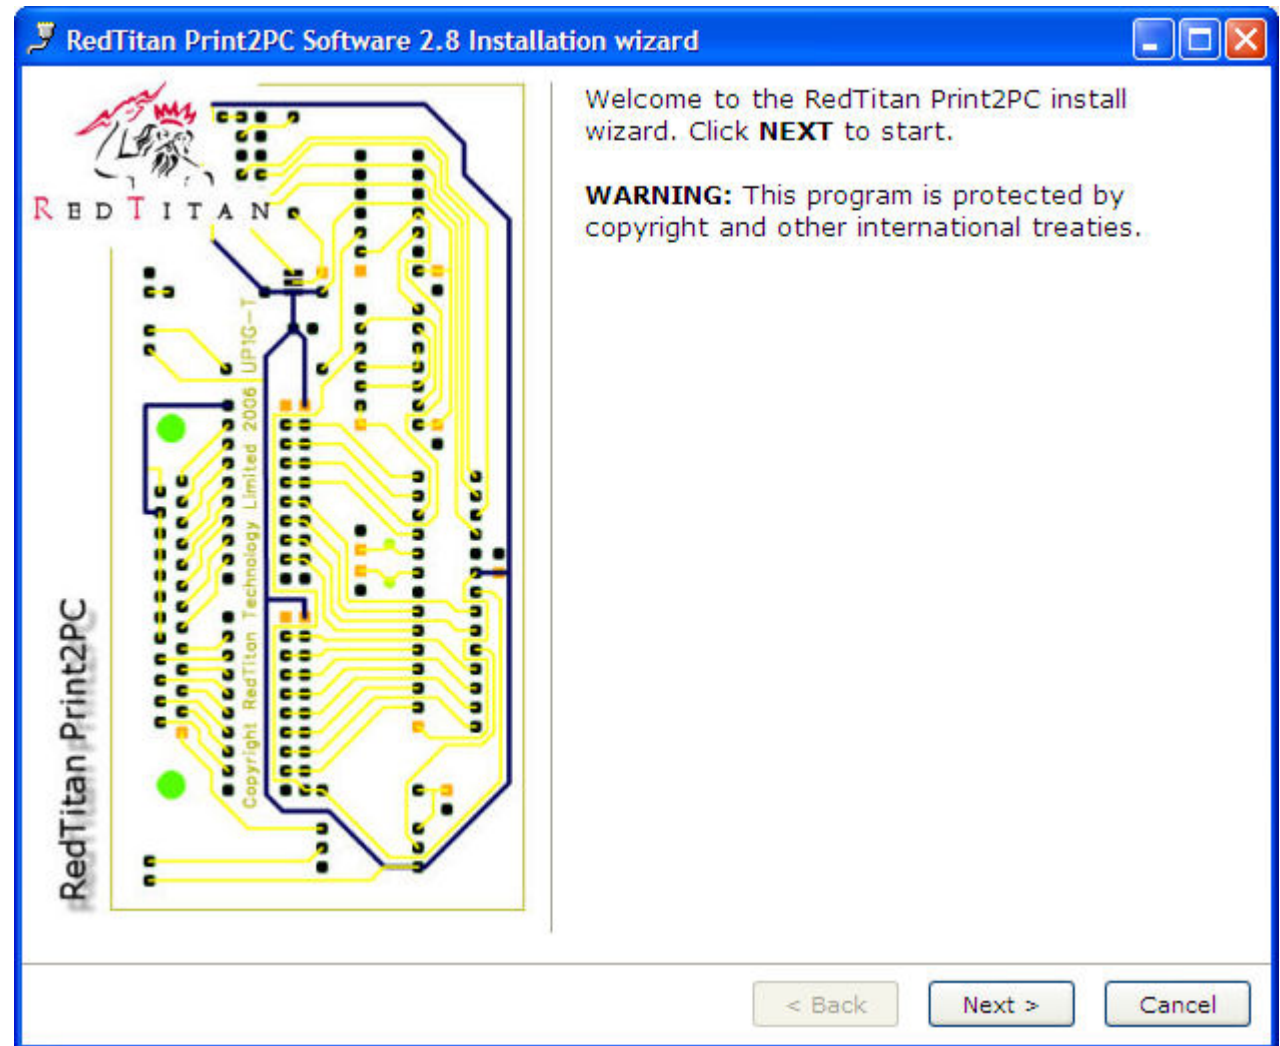 RedTitan Print2PC Software 2.8 Installation wizard
REDTITAN
Welcome to the RedTitan Print2PC install
wizard. Click NEXT to start.
WARNING: This program is protected by
copyright and other international treaties.
Copyright RedTitan Technology Limited 2006 UP1G-T
RedTitan Print2PC
< Back
Next >
Cancel